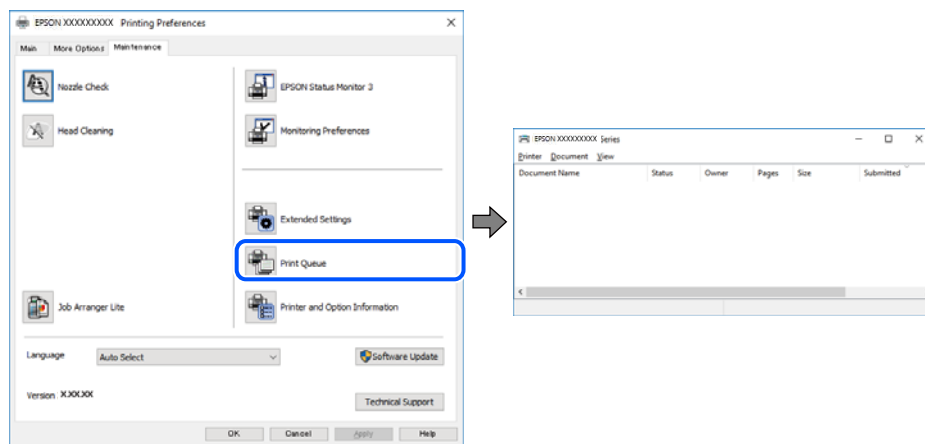 EPSON XXXXXXXXX Printing Preferences
Main More Options Maintenance
Nozzle Check
EPSON Status Monitor 3
Head Cleaning
Monitoring Preferences
Extended Settings
Print Queue
Job Arranger Lite
Printer and Option Information
Language Auto Select Software Update
Version X.XX.XX
Technical Support
OK Cancel Apply Help
EPSON XXXXXXXXX Series
Printer Document View
Document Name Status Owner Pages Size Submitted